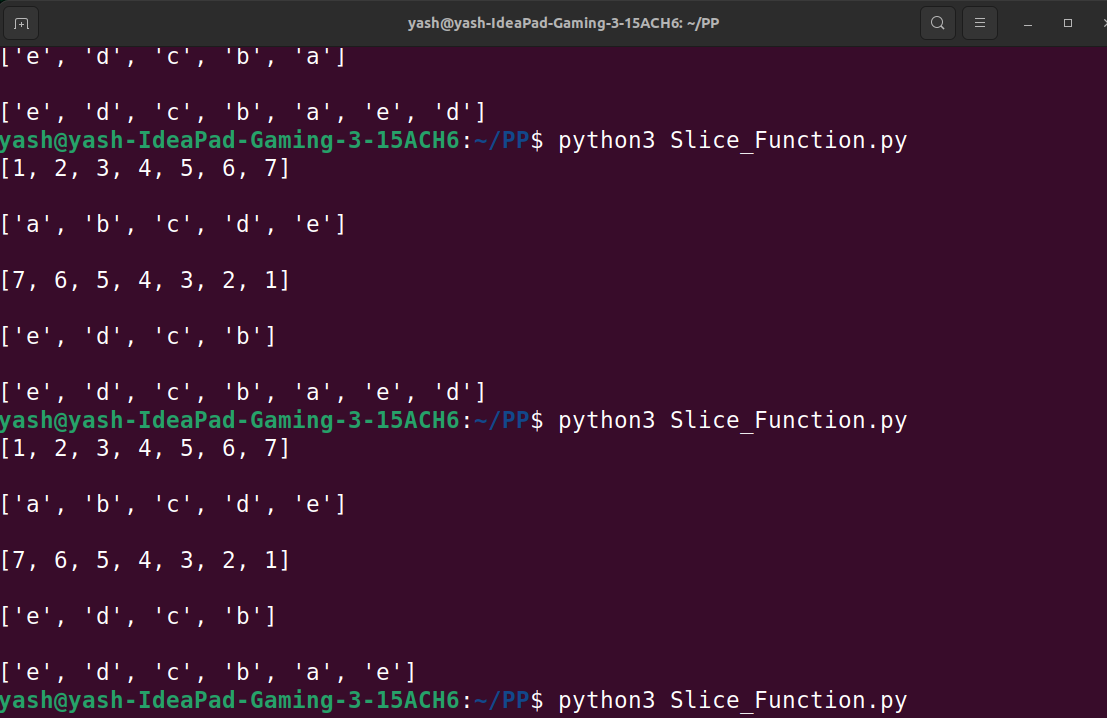 yash@yash-IdeaPad-Gaming-3-15ACH6: ~/PP
['e', 'd', 'c', 'b', 'a']
['e', 'd', 'c', 'b', 'a', 'e', 'd']
yash@yash-IdeaPad-Gaming-3-15ACH6:~/PP$ python3 Slice_Function.py
[1, 2, 3, 4, 5, 6, 7]
['a', 'b', 'c', 'd', 'e']
[7, 6, 5, 4, 3, 2, 1]
['e', 'd', 'c', 'b']
['e', 'd', 'c', 'b', 'a', 'e', 'd']
yash@yash-IdeaPad-Gaming-3-15ACH6:~/PP$ python3 Slice_Function.py
[1, 2, 3, 4, 5, 6, 7]
['a', 'b', 'c', 'd', 'e']
[7, 6, 5, 4, 3, 2, 1]
['e', 'd', 'c', 'b']
['e', 'd', 'c', 'b', 'a', 'e']
yash@yash-IdeaPad-Gaming-3-15ACH6:~/PP$ python3 Slice_Function.py